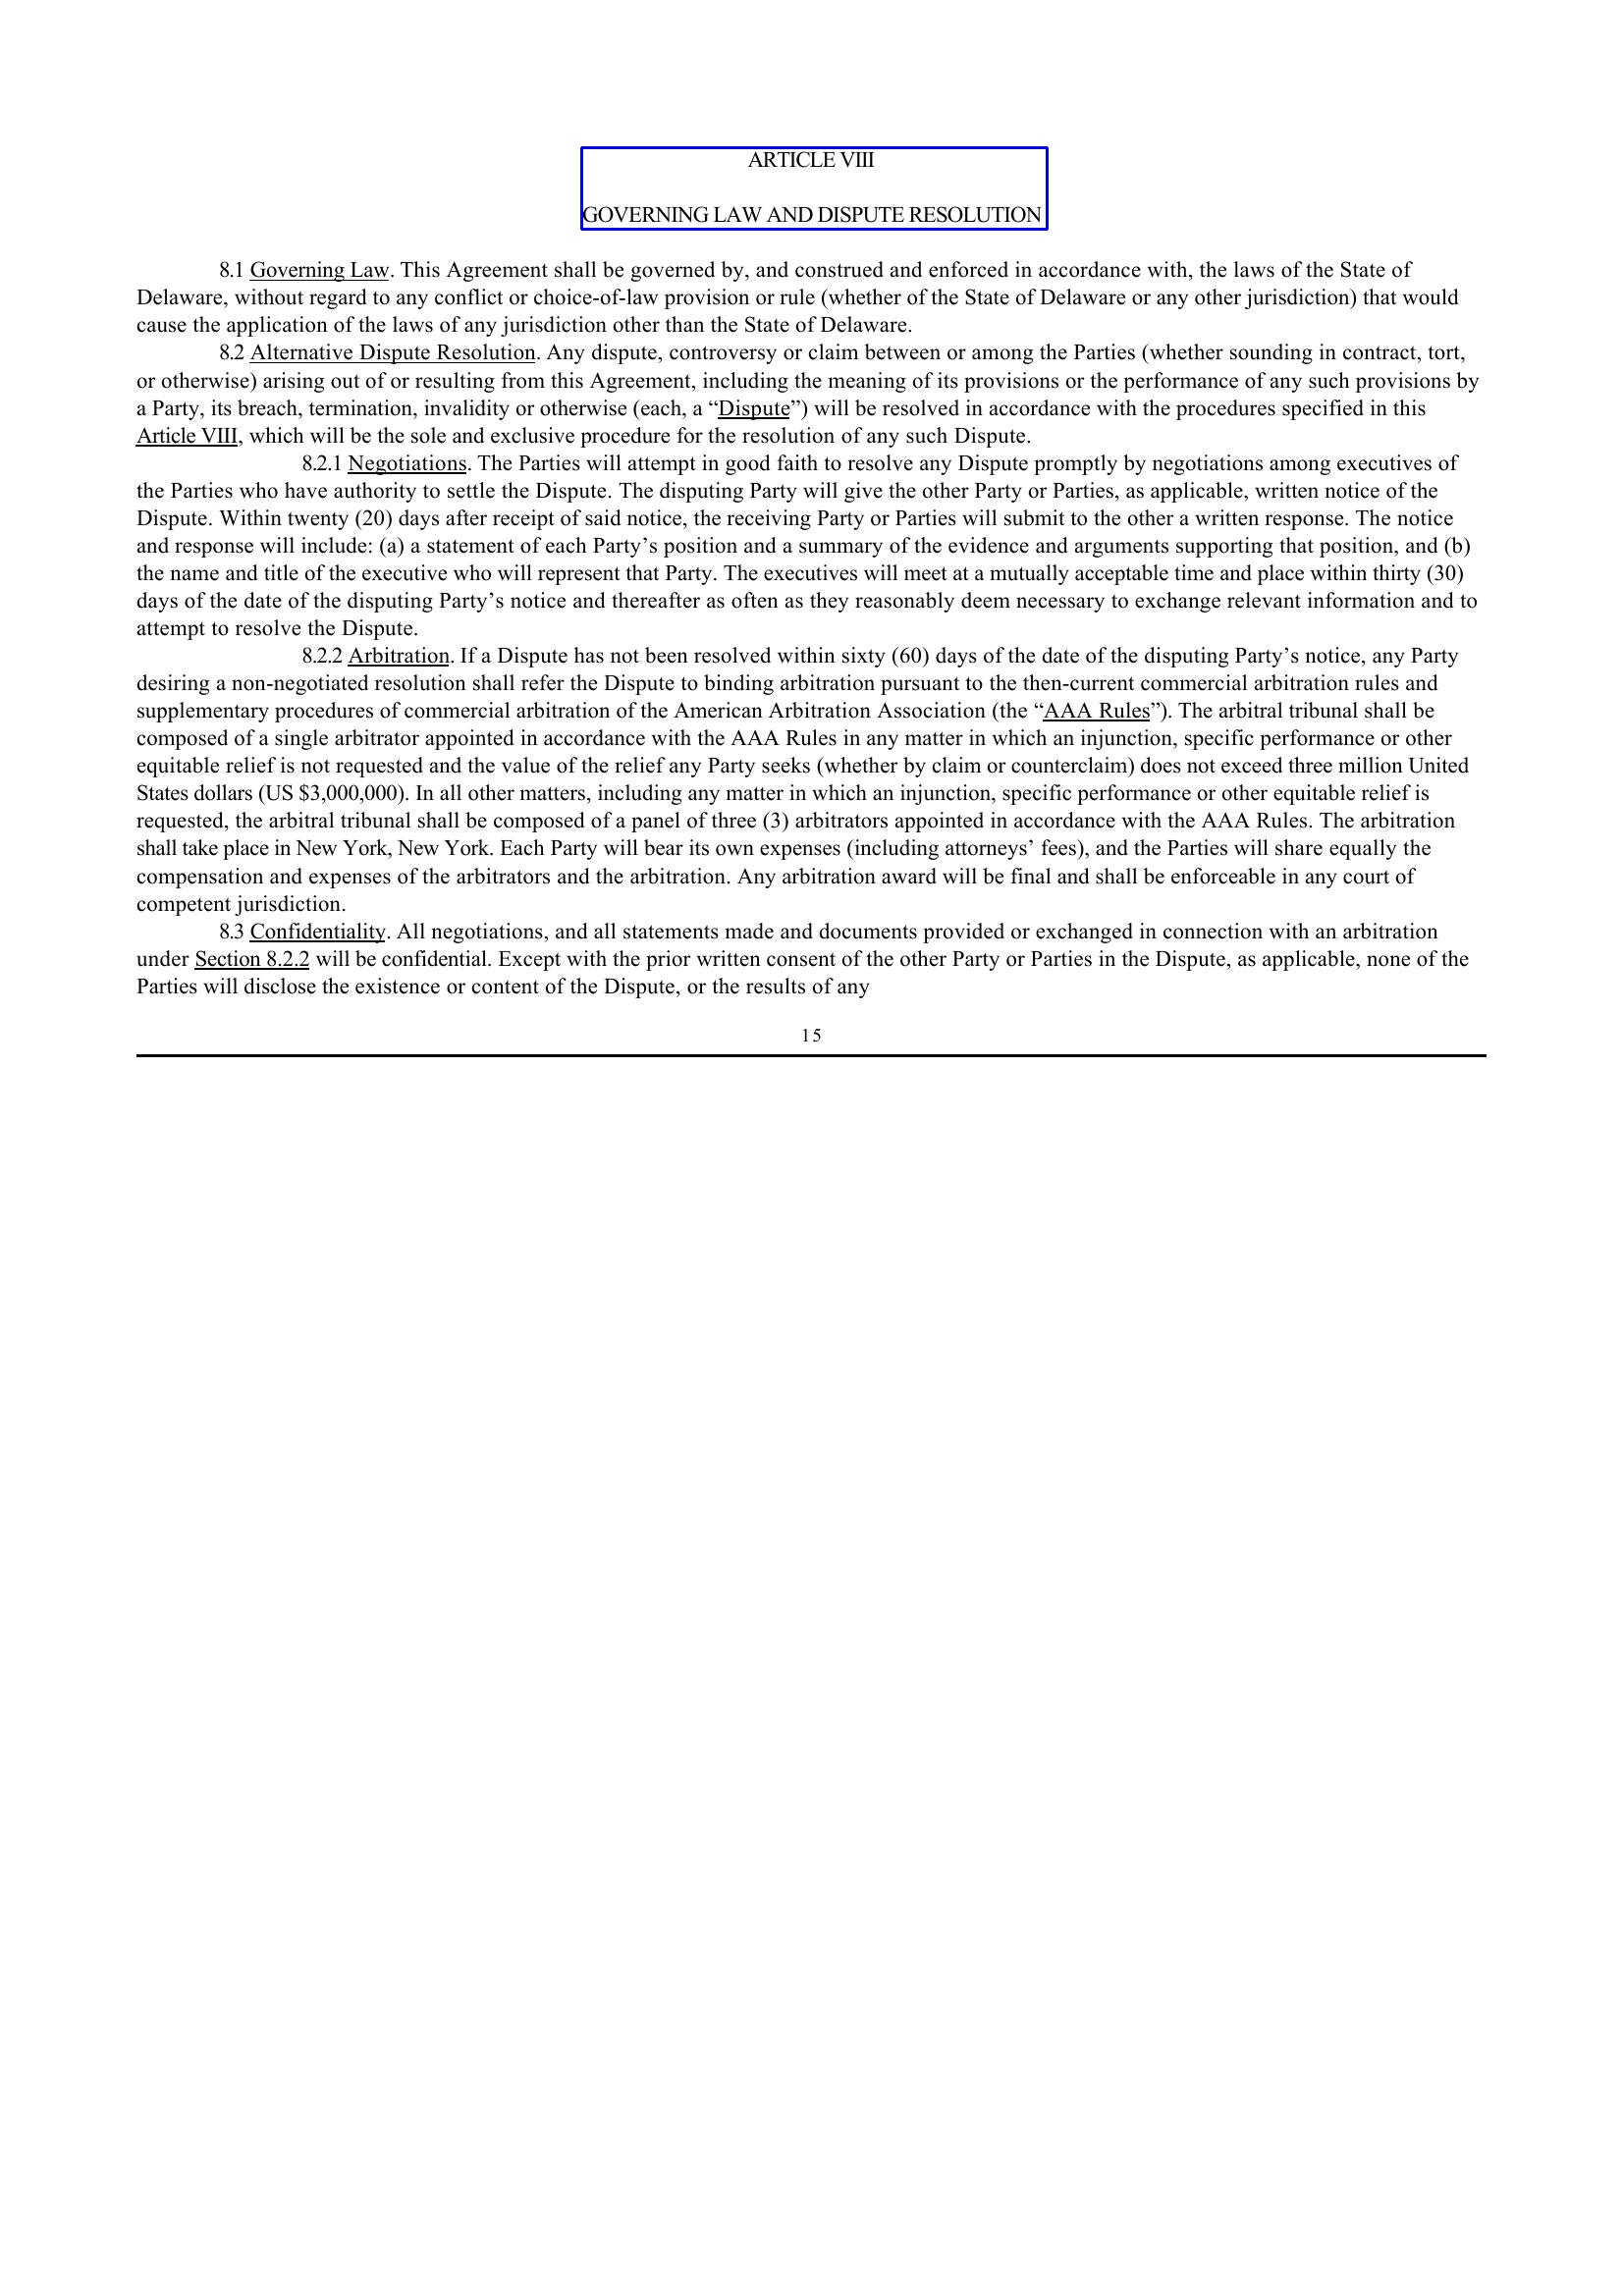 ARTICLE VIII
GOVERNING LAW AND DISPUTE RESOLUTION
8.1 Governing Law. This Agreement shall be governed by, and construed and enforced in accordance with, the laws of the State of
Delaware, without regard to any conflict or choice-of-law provision or rule (whether of the State of Delaware or any other jurisdiction) that would
cause the application of the laws of any jurisdiction other than the State of Delaware.
8.2 Alternative Dispute Resolution. Any dispute, controversy or claim between or among the Parties (whether sounding in contract, tort,
or otherwise) arising out of or resulting from this Agreement, including the meaning of its provisions or the performance of any such provisions by
a Party, its breach, termination, invalidity or otherwise (each, a “Dispute”) will be resolved in accordance with the procedures specified in this
Article VIII, which will be the sole and exclusive procedure for the resolution of any such Dispute.
8.2.1 Negotiations. The Parties will attempt in good faith to resolve any Dispute promptly by negotiations among executives of
the Parties who have authority to settle the Dispute. The disputing Party will give the other Party or Parties, as applicable, written notice of the
Dispute. Within twenty (20) days after receipt of said notice, the receiving Party or Parties will submit to the other a written response. The notice
and response will include: (a) a statement of each Party’s position and a summary of the evidence and arguments supporting that position, and (b)
the name and title of the executive who will represent that Party. The executives will meet at a mutually acceptable time and place within thirty (30)
days of the date of the disputing Party’s notice and thereafter as often as they reasonably deem necessary to exchange relevant information and to
attempt to resolve the Dispute.
8.2.2 Arbitration. If a Dispute has not been resolved within sixty (60) days of the date of the disputing Party’s notice, any Party
desiring a non-negotiated resolution shall refer the Dispute to binding arbitration pursuant to the then-current commercial arbitration rules and
supplementary procedures of commercial arbitration of the American Arbitration Association (the “AAA Rules”). The arbitral tribunal shall be
composed of a single arbitrator appointed in accordance with the AAA Rules in any matter in which an injunction, specific performance or other
equitable relief is not requested and the value of the relief any Party seeks (whether by claim or counterclaim) does not exceed three million United
States dollars (US $3,000,000). In all other matters, including any matter in which an injunction, specific performance or other equitable relief is
requested, the arbitral tribunal shall be composed of a panel of three (3) arbitrators appointed in accordance with the AAA Rules. The arbitration
shall take place in New York, New York. Each Party will bear its own expenses (including attorneys’ fees), and the Parties will share equally the
compensation and expenses of the arbitrators and the arbitration. Any arbitration award will be final and shall be enforceable in any court of
competent jurisdiction.
8.3 Confidentiality. All negotiations, and all statements made and documents provided or exchanged in connection with an arbitration
under Section 8.2.2 will be confidential. Except with the prior written consent of the other Party or Parties in the Dispute, as applicable, none of the
Parties will disclose the existence or content of the Dispute, or the results of any
15